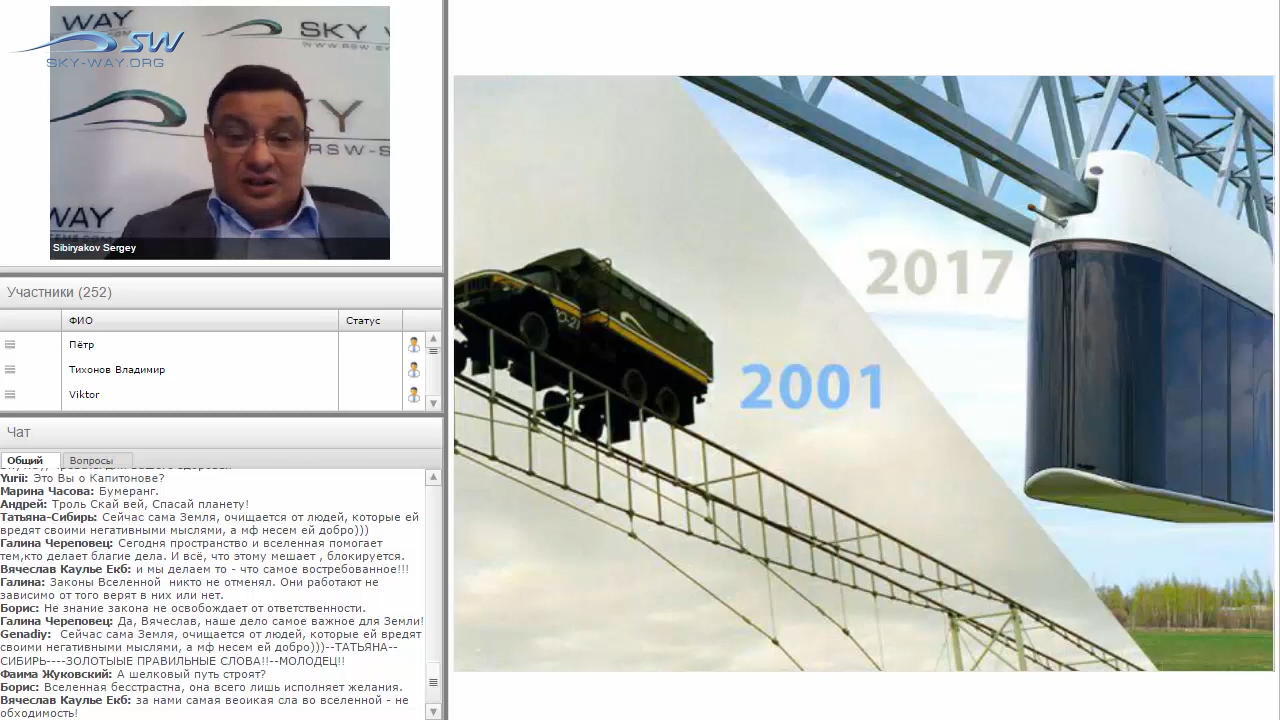 WAY
SKY W
WWW.RSW-S
SW
SKY-WAY.ORG
KY
RSW-S
WAY
Sibiryakov Sergey
Участники (252)
ФИО
Статус
Пётр
Тихонов Владимир
Viktor
Чат
Общий
Вопросы
Yurii: Это Вы о Капитонове?
Марина Часова: Бумеранг.
Андрей: Троль Скай вей, Спасай планету!
Татьяна-Сибирь: Сейчас сама Земля, очищается от людей, которые ей
вредят своими негативными мыслями, а мф несем ей добро)))
Галина Череповец: Сегодня пространство и вселенная помогает
тем,кто делает благие дела. И всё, что этому мешает , блокируется.
Вячеслав Каулье Екб: и мы делаем то - что самое востребованное!!!
Галина: Законы Вселенной никто не отменял. Они работают не
зависимо от того верят в них или нет.
Борис: Не знание закона не освобождает от ответственности.
Галина Череповец: Да, Вячеслав, наше дело самое важное для Земли!
Genadiy: Сейчас сама Земля, очищается от людей, которые ей вредят
своими негативными мыслями, а мф несем ей добро)))--ТАТЬЯНА--
СИБИРЬ----ЗОЛОТЫЫЕ ПРАВИЛЬНЫЕ СЛОВА!!--МОЛОДЕЦ!!
Фаима Жуковский: А шелковый путь строят?
Борис: Вселенная бесстрастна, она всего лишь исполняет желания.
Вячеслав Каулье Екб: за нами самая веоикая сла во вселенной - не
обходимость!
2017
2001